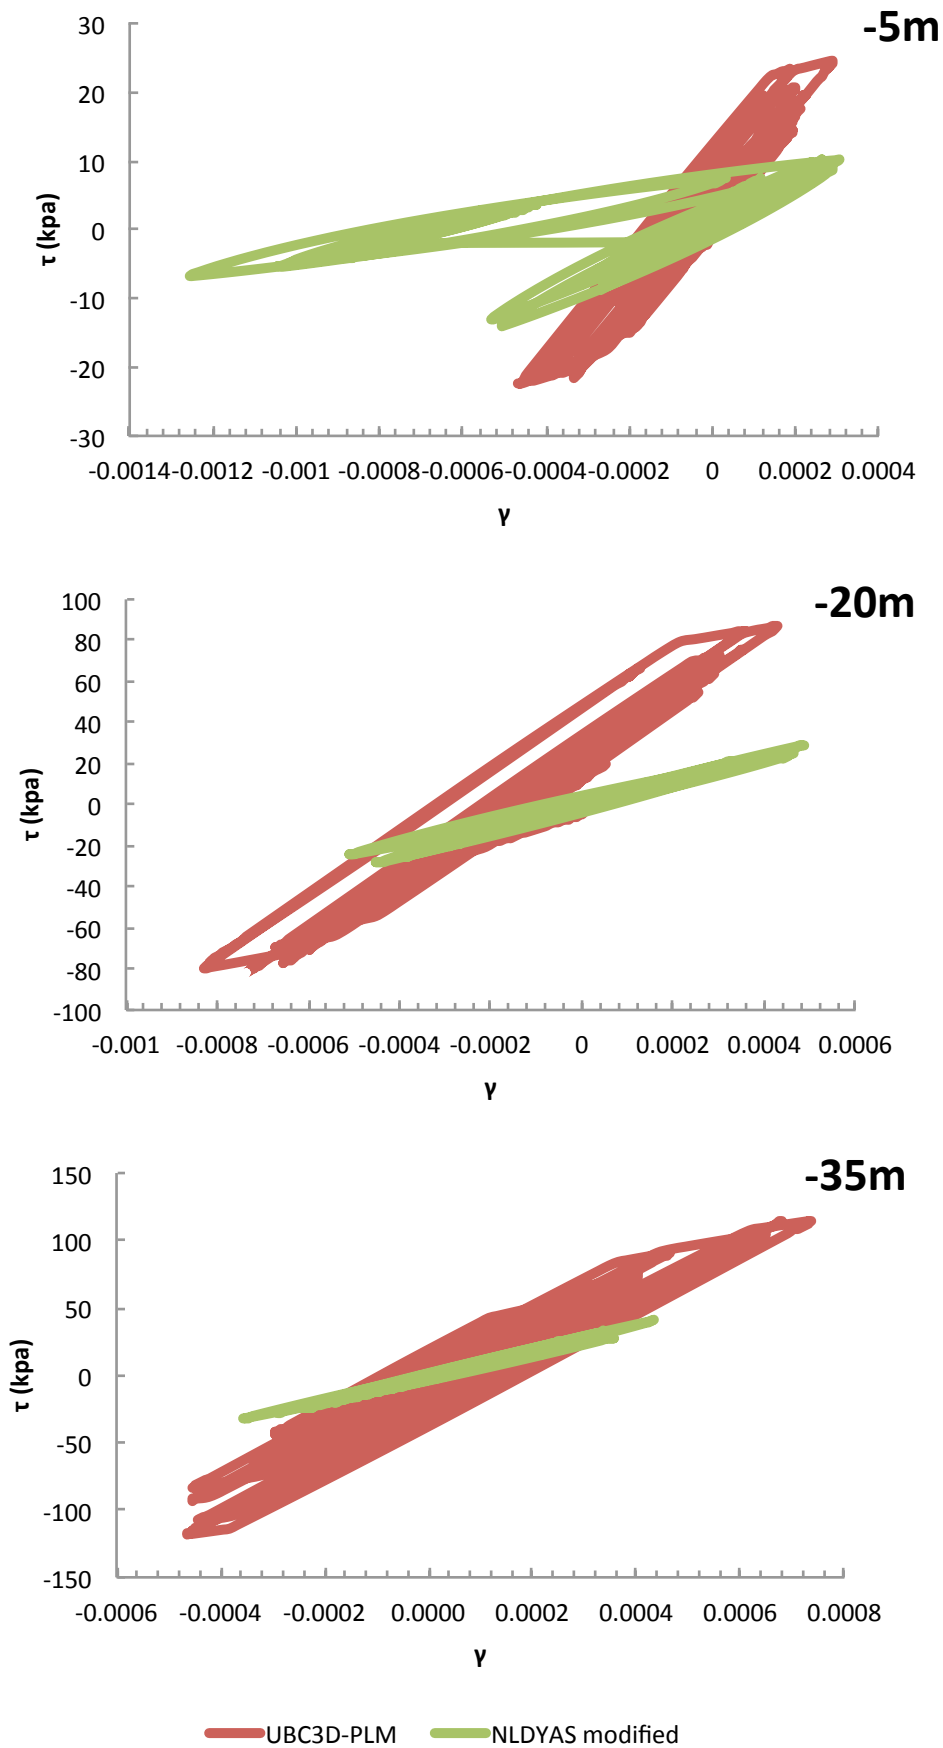 -5m
30
20
10
0
-10
-20
-30
τ (kpa)
-0.0014 -0.0012 -0.001 -0.0008 -0.0006 -0.0004 -0.0002 0 0.0002 0.0004
γ
-20m
100
80
60
40
20
0
-20
-40
-60
-80
-100
τ (kpa)
-0.001 -0.0008 -0.0006 -0.0004 -0.0002 0 0.0002 0.0004 0.0006
γ
-35m
150
100
50
0
-50
-100
-150
τ (kpa)
-0.0006 -0.0004 -0.0002 0.0000 0.0002 0.0004 0.0006 0.0008
γ
UBC3D-PLM NLDYAS modified